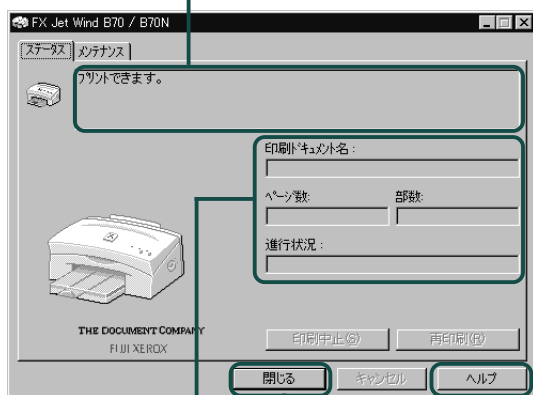 FX Jet Wind B70 / B70N
ステータス メンテナンス
プリントできます。
印刷ドキュメント名：
ページ数: 部数:
進行状況：
THE DOCUMENT COMPANY
FUJI XEROX
印刷中止(S) 再印刷(R)
閉じる キャンセル ヘルプ